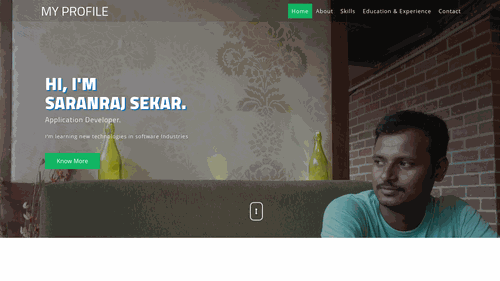 MY PROFILE
Home About Skills Education & Experience Contact
HI, I'M
SARANRAJ SEKAR.
Application Developer.
I'm learning new technologies in software Industries
Know More